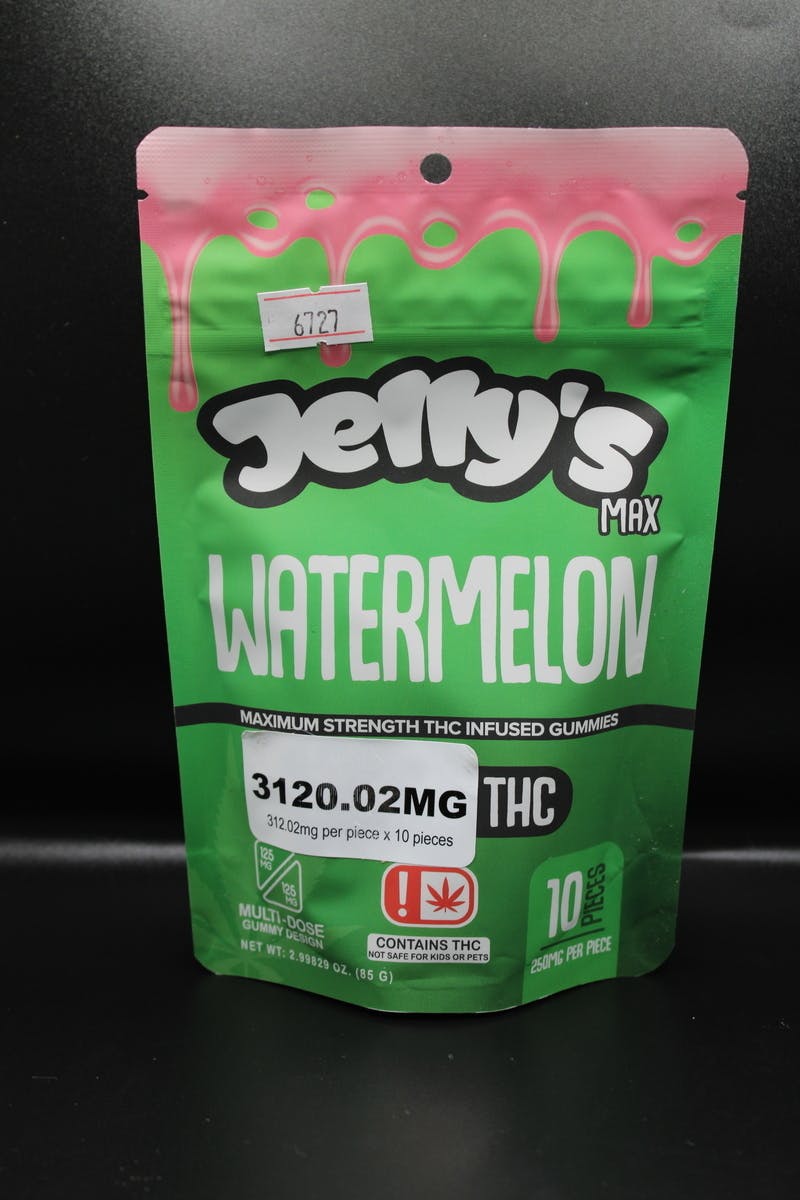 6727
Jelly's
MAX
WATERMELON
MAXIMUM STRENGTH THC INFUSED GUMMIES
3120.02MG THC
312.02mg per piece x 10 pieces
125 MG
125 MG
MULTI-DOSE
GUMMY DESIGN
NET WT: 2.99829 OZ. (85 G)
!
CONTAINS THC
NOT SAFE FOR KIDS OR PETS
10 PIECES
250MG PER PIECE